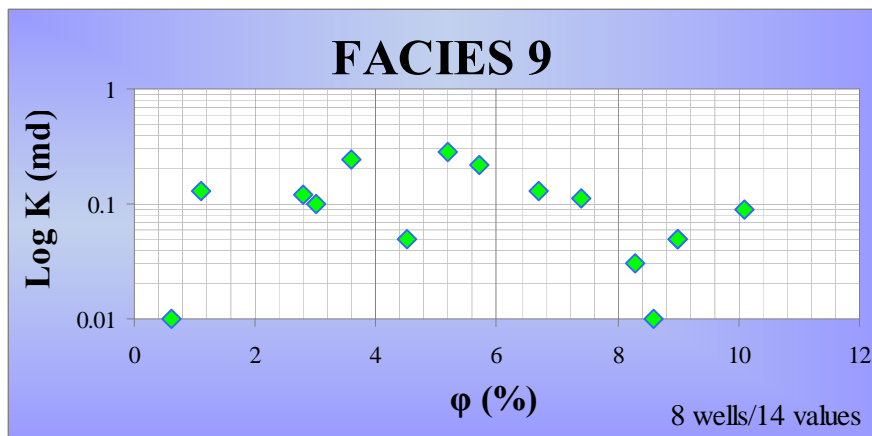 FACIES 9
Log K (md)
1
0.1
0.01
0 2 4 6 8 10 12
φ (%)
8 wells/14 values